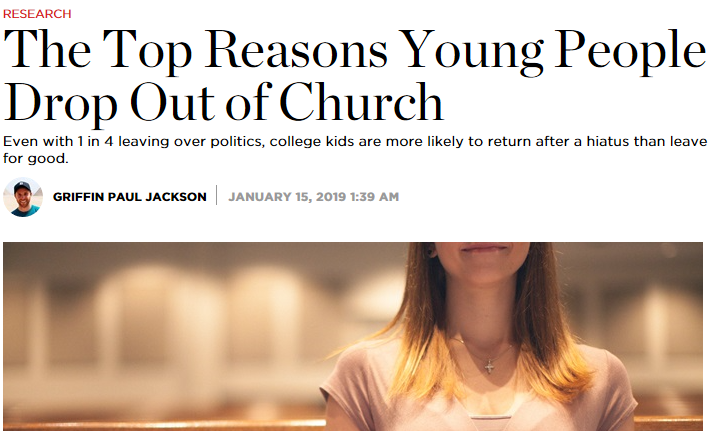 RESEARCH
The Top Reasons Young People
Drop Out of Church
Even with 1 in 4 leaving over politics, college kids are more likely to return after a hiatus than leave
for good.
GRIFFIN PAUL JACKSON | JANUARY 15, 2019 1:39 AM